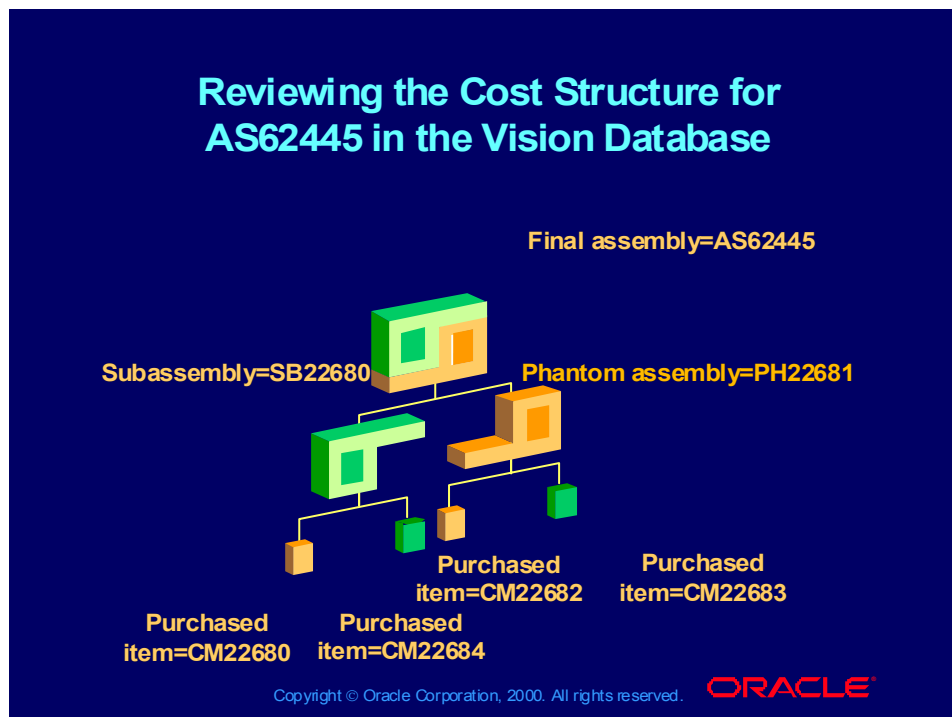 Reviewing the Cost Structure for
AS62445 in the Vision Database
Final assembly=AS62445
Subassembly=SB22680
Phantom assembly=PH22681
Purchased
item=CM22682
Purchased
item=CM22683
Purchased
item=CM22680
Purchased
item=CM22684
Copyright © Oracle Corporation, 2000. All rights reserved.
ORACLE®